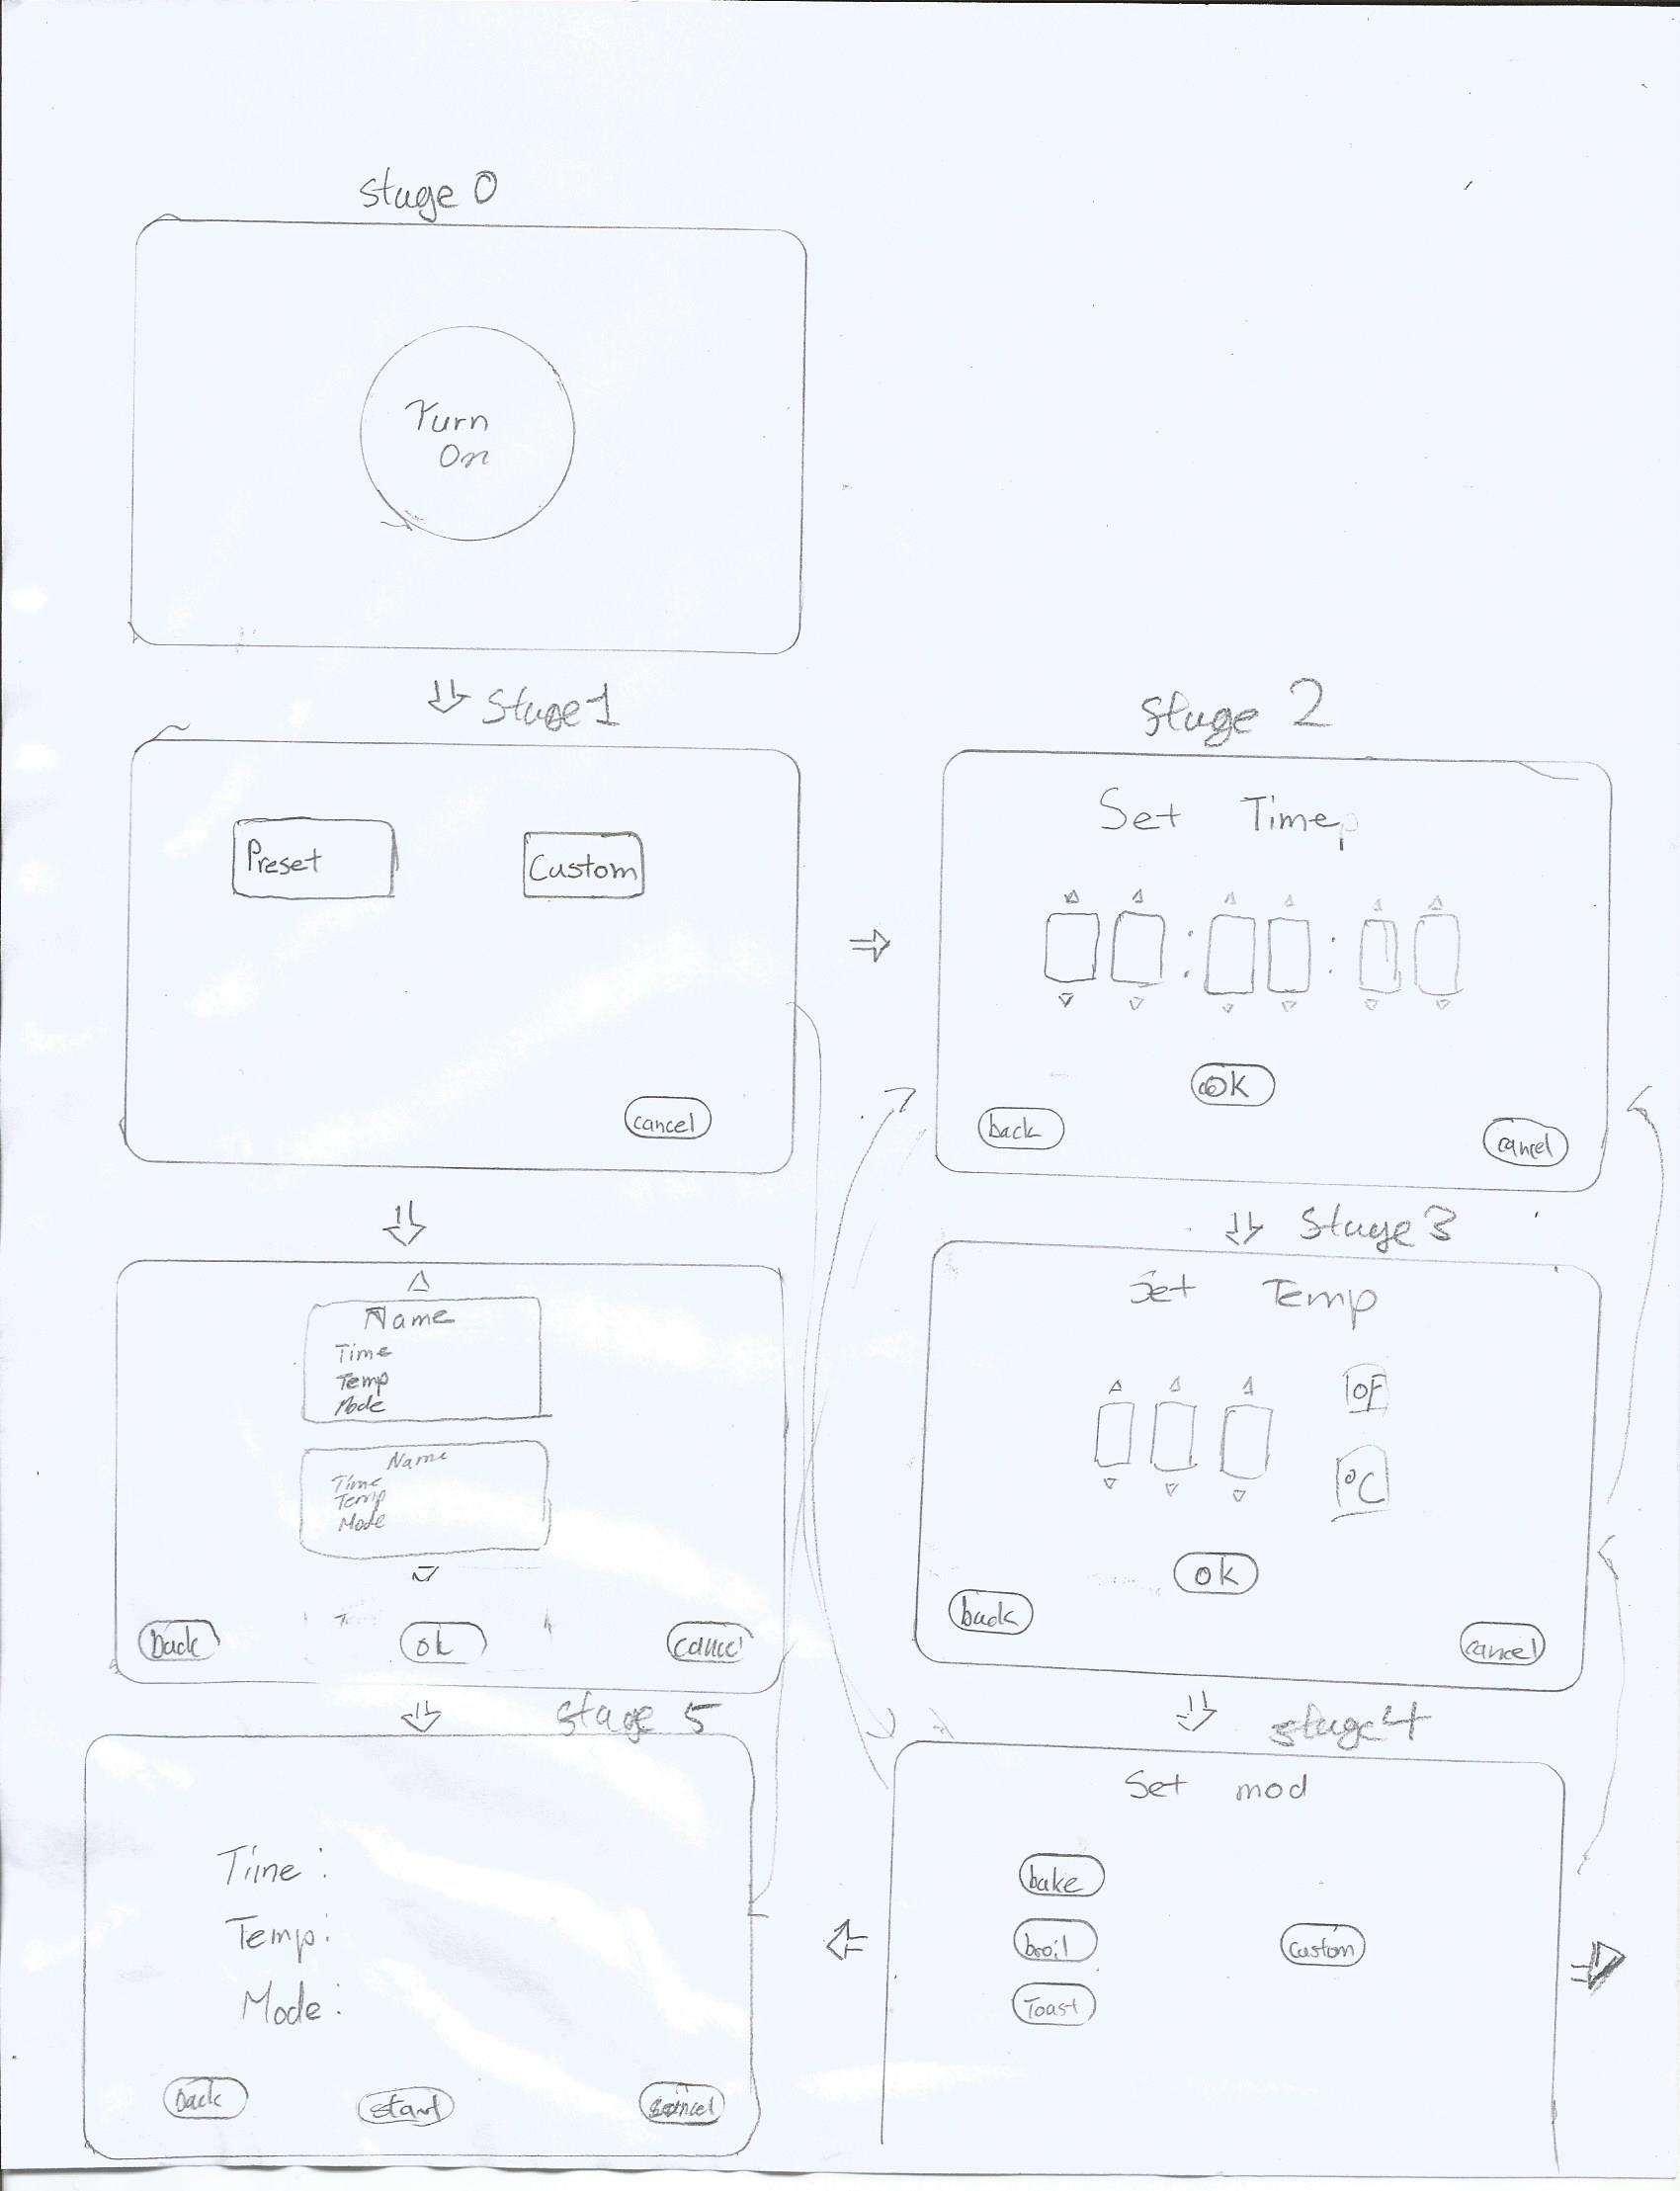 stage 0
Turn
On
Stage 1
Preset
Custom
cancel
stage 2
Set Time
: :
OK
back
cancel
Stage 3
Set Temp
°F
°C
ok
back
cancel
Name
Time
Temp
Mode
Name
Time
Temp
Mode
back
ok
cancel
stage 4
Set mod
bake
broil
Toast
custom
stage 5
Time :
Temp :
Mode :
back
start
cancel